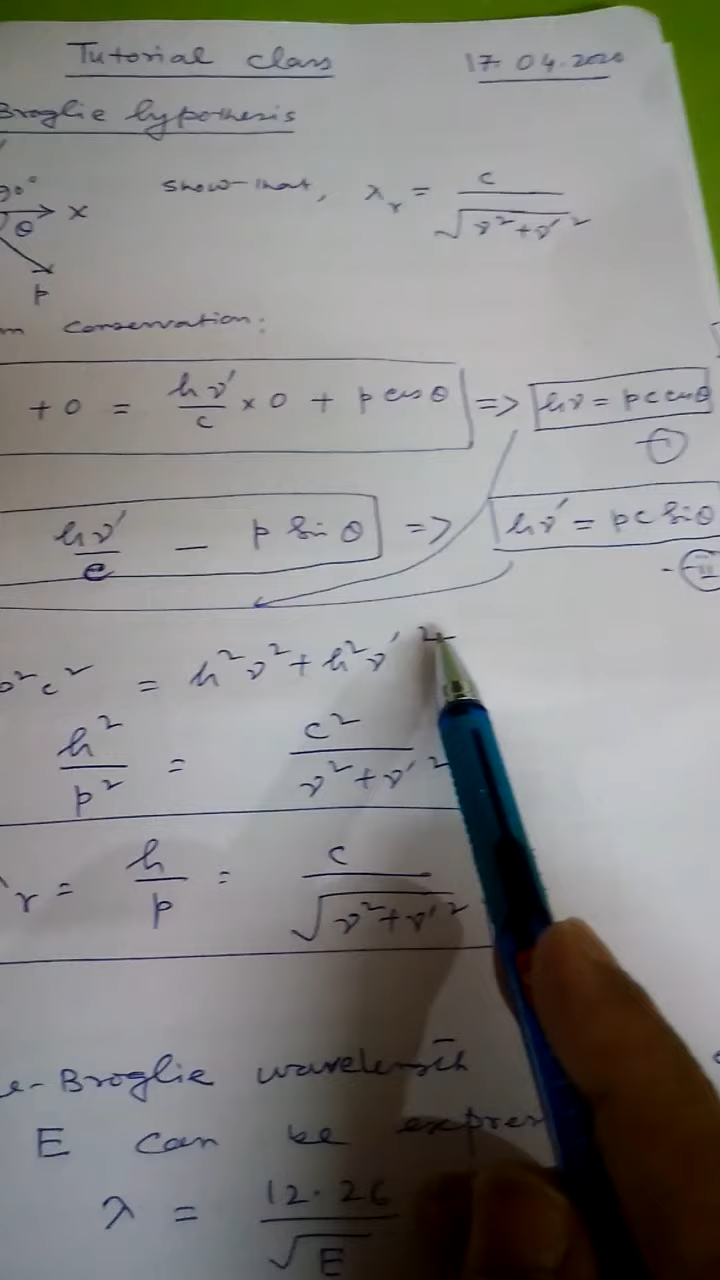 Tutorial class 17.04.2020
Broglie hypothesis
90° show that, λr = c / √(ν² + ν'²)
θ x
p
conservation:
+ 0 = hν'/c × 0 + p cos θ => hν = pc cos θ
I
hν'/c − p sin θ => hν' = pc sin θ
- II
p²c² = h²ν² + h²ν'²
h²/p² = c²/(ν² + ν'²)
r = h/p = c/√(ν² + ν'²)
e-Broglie wavelength
E can be expres
λ = 12.26/√E